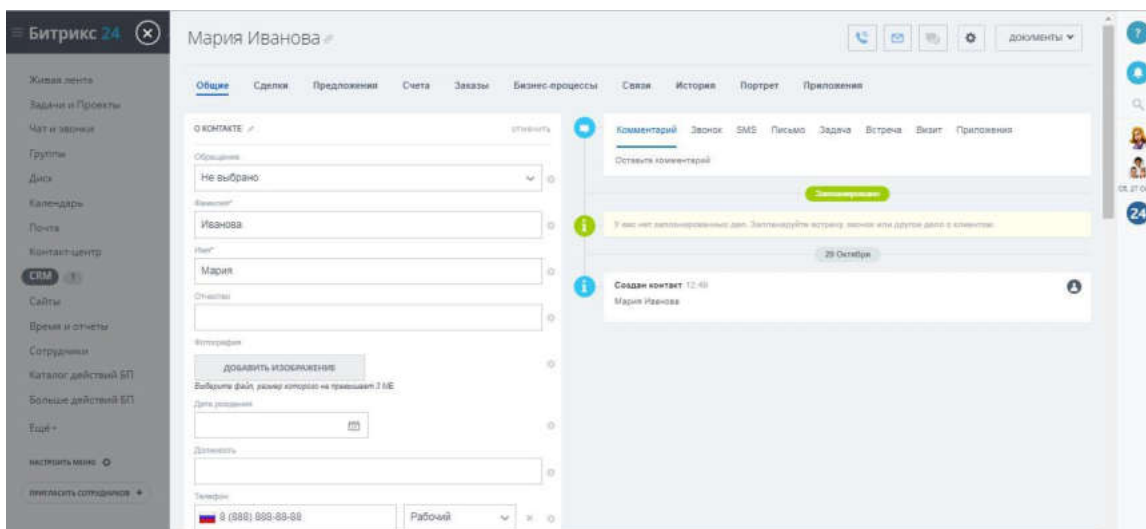 Битрикс 24
Мария Иванова
ДОКУМЕНТЫ
Живая лента
Задачи и Проекты
Чат и звонки
Группы
Диск
Календарь
Почта
Контакт-центр
CRM 1
Сайты
Время и отчеты
Сотрудники
Каталог действий БП
Больше действий БП
Ещё
НАСТРОИТЬ МЕНЮ
ПРИГЛАСИТЬ СОТРУДНИКОВ +
Общие Сделки Предложения Счета Заказы Бизнес-процессы Связи История Портрет Приложения
О КОНТАКТЕ отменить
Обращение
Не выбрано
Фамилия*
Иванова
Имя*
Мария
Отчество
Фотография
ДОБАВИТЬ ИЗОБРАЖЕНИЕ
Выберите файл, размер которого не превышает 3 МБ
Дата рождения
Должность
Телефон
8 (888) 888-88-88 Рабочий
Комментарий Звонок SMS Письмо Задача Встреча Визит Приложения
Оставьте комментарий
Запланировано
У вас нет запланированных дел. Запланируйте встречу, звонок или другое дело с клиентом.
29 Октября
Создан контакт 12:49
Мария Иванова
?
24